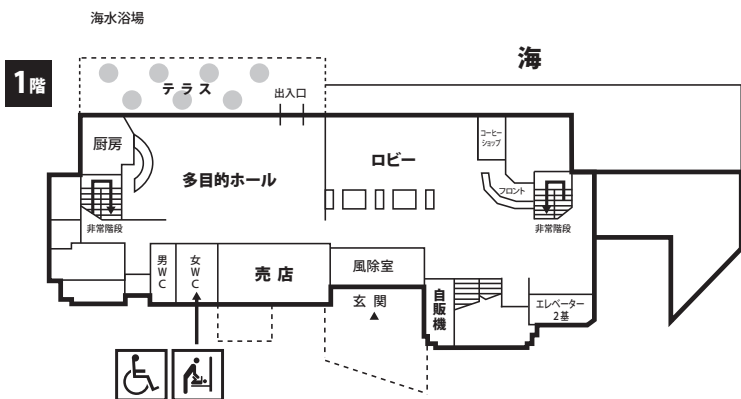 海水浴場
海
1階
テラス
出入口
コーヒー
ショップ
厨房
ロビー
多目的ホール
フロント
非常階段
非常階段
男WC
女WC
売店
風除室
自販機
エレベーター
2基
玄関
▲